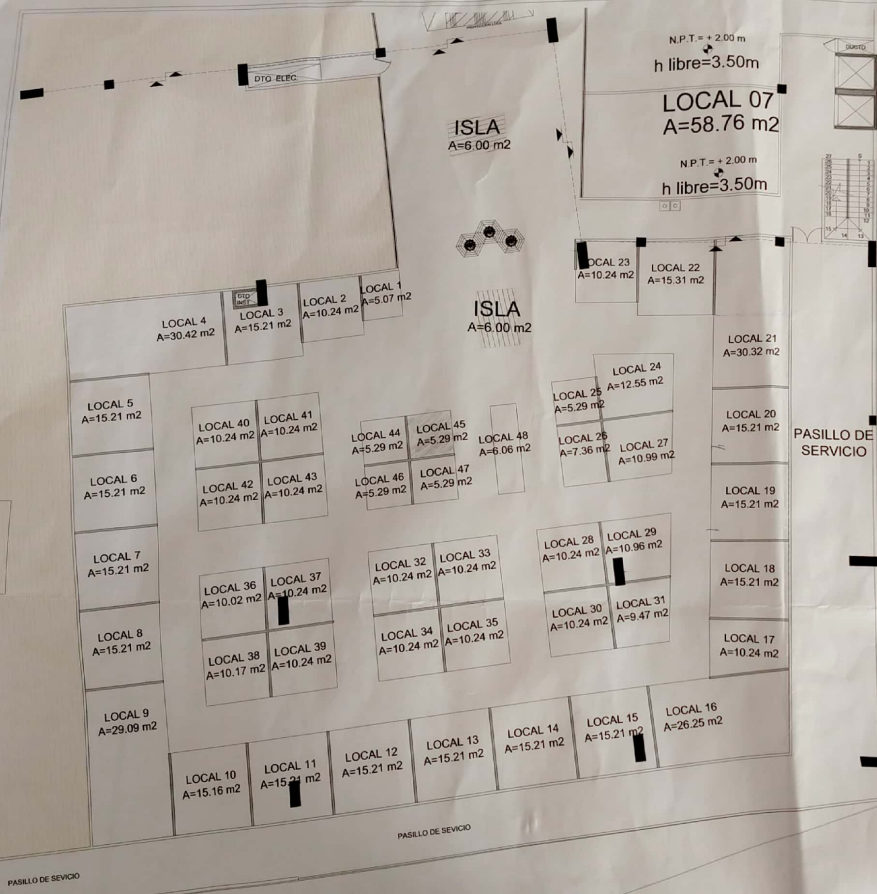 N.P.T.= + 2.00 m
h libre=3.50m
DUCTO
DTO ELEC.
LOCAL 07
A=58.76 m2
ISLA
A=6.00 m2
N.P.T.= + 2.00 m
h libre=3.50m
LOCAL 23
A=10.24 m2
LOCAL 22
A=15.31 m2
LOCAL 1
A=5.07 m2
LOCAL 2
A=10.24 m2
LOCAL 3
A=15.21 m2
LOCAL 4
A=30.42 m2
ISLA
A=6.00 m2
LOCAL 21
A=30.32 m2
LOCAL 24
A=12.55 m2
LOCAL 25
A=5.29 m2
LOCAL 5
A=15.21 m2
LOCAL 40
A=10.24 m2
LOCAL 41
A=10.24 m2
LOCAL 44
A=5.29 m2
LOCAL 45
A=5.29 m2
LOCAL 48
A=6.06 m2
LOCAL 26
A=7.36 m2
LOCAL 27
A=10.99 m2
LOCAL 20
A=15.21 m2
PASILLO DE
SERVICIO
LOCAL 6
A=15.21 m2
LOCAL 42
A=10.24 m2
LOCAL 43
A=10.24 m2
LOCAL 46
A=5.29 m2
LOCAL 47
A=5.29 m2
LOCAL 19
A=15.21 m2
LOCAL 7
A=15.21 m2
LOCAL 36
A=10.02 m2
LOCAL 37
A=10.24 m2
LOCAL 32
A=10.24 m2
LOCAL 33
A=10.24 m2
LOCAL 28
A=10.24 m2
LOCAL 29
A=10.96 m2
LOCAL 18
A=15.21 m2
LOCAL 8
A=15.21 m2
LOCAL 38
A=10.17 m2
LOCAL 39
A=10.24 m2
LOCAL 34
A=10.24 m2
LOCAL 35
A=10.24 m2
LOCAL 30
A=10.24 m2
LOCAL 31
A=9.47 m2
LOCAL 17
A=10.24 m2
LOCAL 9
A=29.09 m2
LOCAL 10
A=15.16 m2
LOCAL 11
A=15.21 m2
LOCAL 12
A=15.21 m2
LOCAL 13
A=15.21 m2
LOCAL 14
A=15.21 m2
LOCAL 15
A=15.21 m2
LOCAL 16
A=26.25 m2
PASILLO DE SEVICIO
PASILLO DE SEVICIO